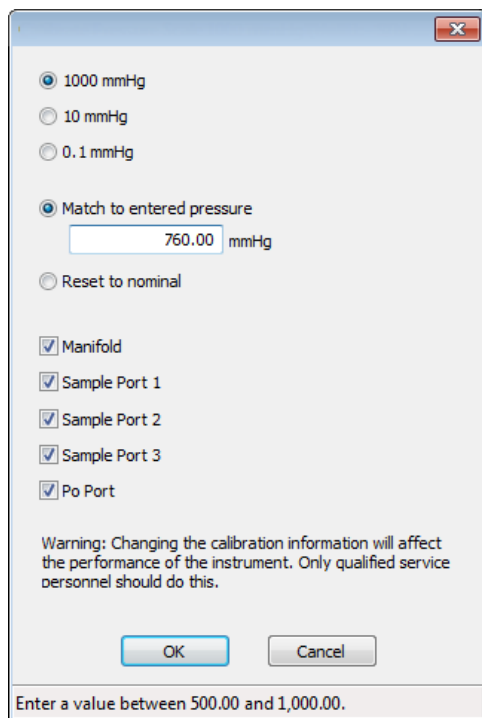 1000 mmHg
10 mmHg
0.1 mmHg
Match to entered pressure
760.00 mmHg
Reset to nominal
Manifold
Sample Port 1
Sample Port 2
Sample Port 3
Po Port
Warning: Changing the calibration information will affect
the performance of the instrument. Only qualified service
personnel should do this.
OK Cancel
Enter a value between 500.00 and 1,000.00.